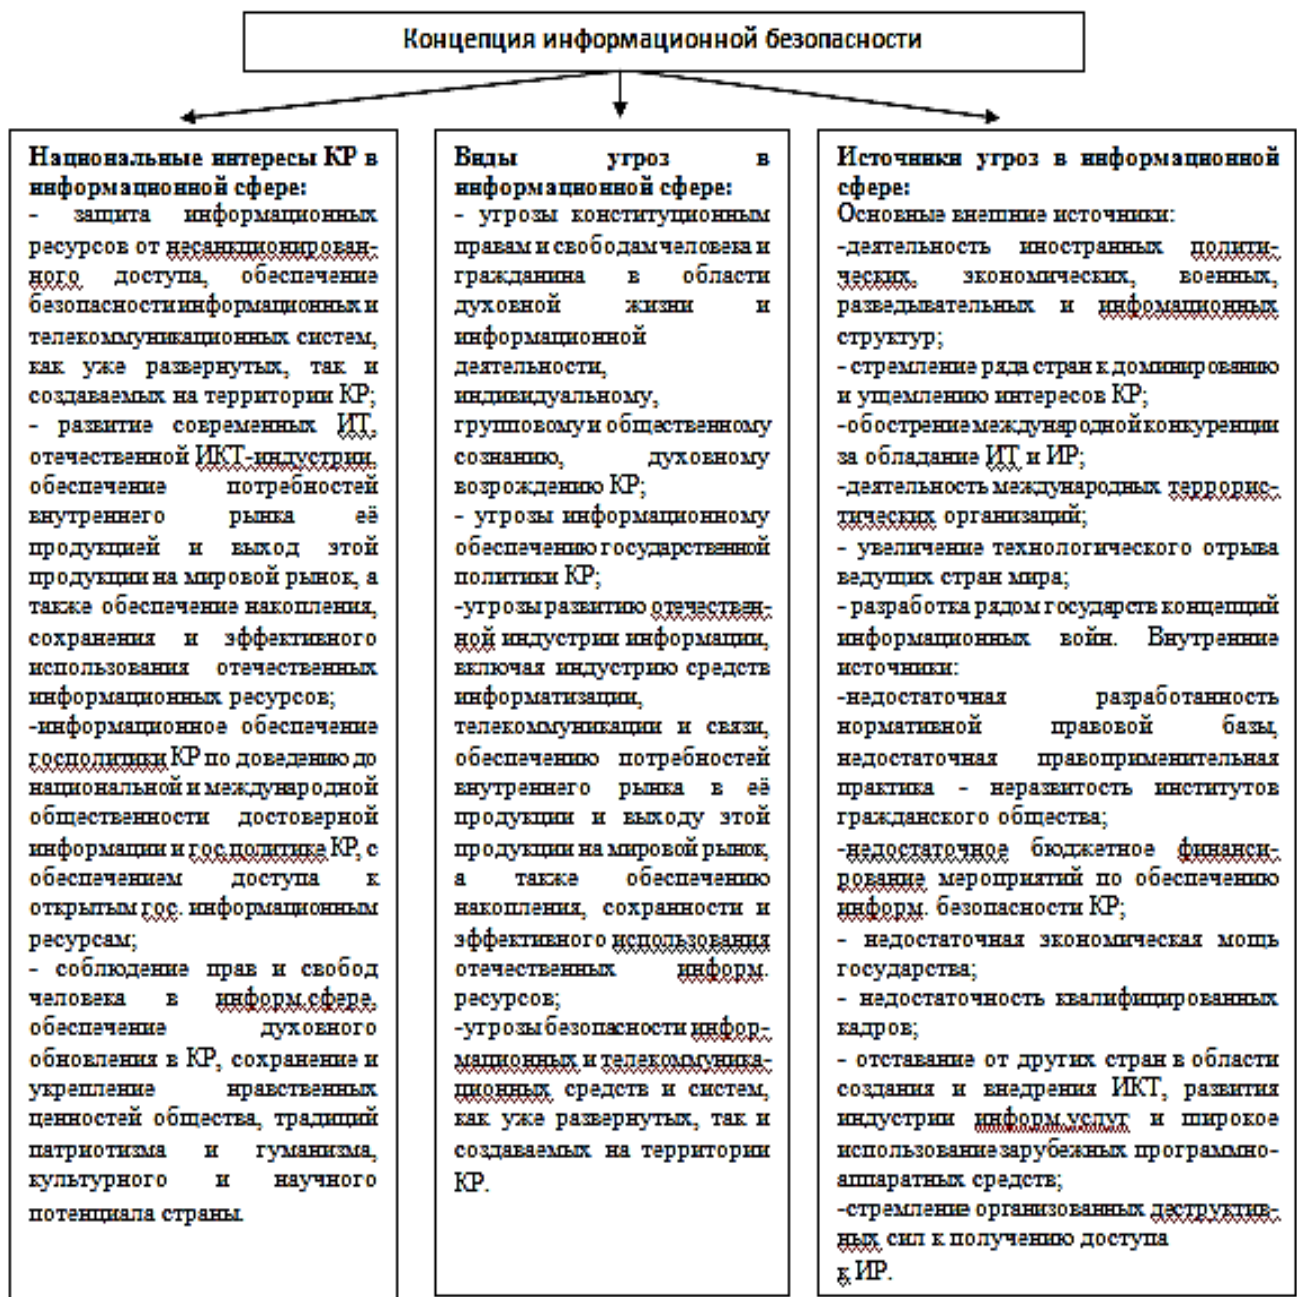 Концепция информационной безопасности
Национальные интересы КР в
информационной сфере:
- защита информационных
ресурсов от несанкционирован-
ного доступа, обеспечение
безопасности информационных и
телекоммуникационных систем,
как уже развернутых, так и
создаваемых на территории КР;
- развитие современных ИТ,
отечественной ИКТ-индустрии,
обеспечение потребностей
внутреннего рынка её
продукцией и выход этой
продукции на мировой рынок, а
также обеспечение накопления,
сохранения и эффективного
использования отечественных
информационных ресурсов;
-информационное обеспечение
госполитики КР по доведению до
национальной и международной
общественности достоверной
информации и гос.политике КР, с
обеспечением доступа к
открытым гос. информационным
ресурсам;
- соблюдение прав и свобод
человека в информ.сфере,
обеспечение духовного
обновления в КР, сохранение и
укрепление нравственных
ценностей общества, традиций
патриотизма и гуманизма,
культурного и научного
потенциала страны.
Виды угроз в
информационной сфере:
- угрозы конституционным
правам и свободам человека и
гражданина в области
духовной жизни и
информационной
деятельности,
индивидуальному,
групповому и общественному
сознанию, духовному
возрождению КР;
- угрозы информационному
обеспечению государственной
политики КР;
-угрозы развитию отечествен-
ной индустрии информации,
включая индустрию средств
информатизации,
телекоммуникации и связи,
обеспечению потребностей
внутреннего рынка в её
продукции и выходу этой
продукции на мировой рынок,
а также обеспечению
накопления, сохранности и
эффективного использования
отечественных информ.
ресурсов;
-угрозы безопасности инфор-
мационных и телекоммуника-
ционных средств и систем,
как уже развернутых, так и
создаваемых на территории
КР.
Источники угроз в информационной
сфере:
Основные внешние источники:
-деятельность иностранных полити-
ческих, экономических, военных,
разведывательных и инфомационных
структур;
- стремление ряда стран к доминированию
и ущемлению интересов КР;
-обострение международной конкуренции
за обладание ИТ и ИР;
-деятельность международных террорис-
тических организаций;
- увеличение технологического отрыва
ведущих стран мира;
- разработка рядом государств концепций
информационных войн. Внутренние
источники:
-недостаточная разработанность
нормативной правовой базы,
недостаточная правоприменительная
практика - неразвитость институтов
гражданского общества;
-недостаточное бюджетное финанси-
рование мероприятий по обеспечению
информ. безопасности КР;
- недостаточная экономическая мощь
государства;
- недостаточность квалифицированных
кадров;
- отставание от других стран в области
создания и внедрения ИКТ, развития
индустрии информ.услуг и широкое
использование зарубежных программно-
аппаратных средств;
-стремление организованных деструктив-
ных сил к получению доступа
к ИР.